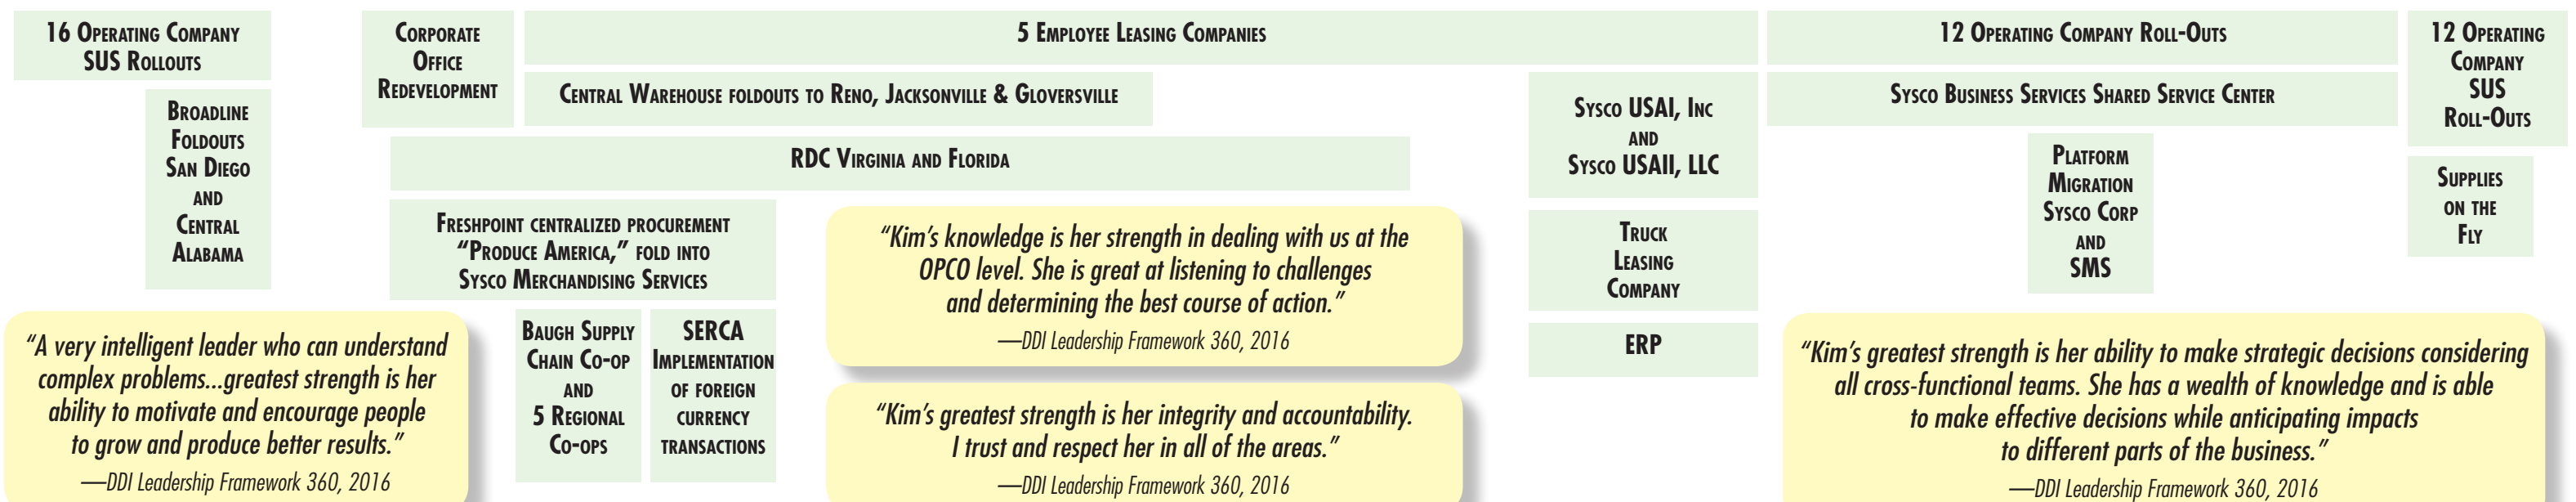 16 Operating Company
SUS Rollouts
Broadline
Foldouts
San Diego
and
Central
Alabama
Corporate
Office
Redevelopment
5 Employee Leasing Companies
Central Warehouse foldouts to Reno, Jacksonville & Gloversville
RDC Virginia and Florida
Freshpoint centralized procurement
“Produce America,” fold into
Sysco Merchandising Services
Baugh Supply
Chain Co-op
and
5 Regional
Co-ops
SERCA
Implementation
of foreign
currency
transactions
Sysco USAI, Inc
and
Sysco USAII, LLC
Truck
Leasing
Company
ERP
12 Operating Company Roll-Outs
Sysco Business Services Shared Service Center
Platform
Migration
Sysco Corp
and
SMS
12 Operating
Company
SUS
Roll-Outs
Supplies
on the
Fly
“A very intelligent leader who can understand
complex problems...greatest strength is her
ability to motivate and encourage people
to grow and produce better results.”
—DDI Leadership Framework 360, 2016
“Kim’s knowledge is her strength in dealing with us at the
OPCO level. She is great at listening to challenges
and determining the best course of action.”
—DDI Leadership Framework 360, 2016
“Kim’s greatest strength is her integrity and accountability.
I trust and respect her in all of the areas.”
—DDI Leadership Framework 360, 2016
“Kim’s greatest strength is her ability to make strategic decisions considering
all cross-functional teams. She has a wealth of knowledge and is able
to make effective decisions while anticipating impacts
to different parts of the business.”
—DDI Leadership Framework 360, 2016